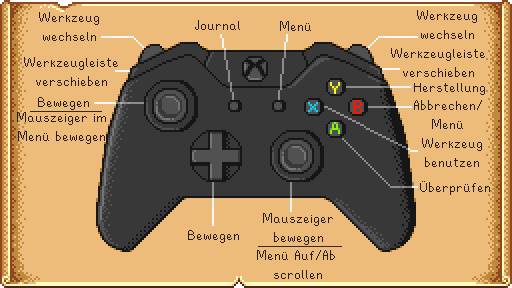 Werkzeug
wechseln
Journal
Menü
Werkzeug
wechseln
Werkzeugleiste
verschieben
Werkzeugleiste
verschieben
Y
Herstellung
Bewegen
X
B
Abbrechen/
Menü
Mauszeiger im
Menü bewegen
A
Werkzeug
benutzen
Überprüfen
Bewegen
Mauszeiger
bewegen
Menü Auf/Ab
scrollen